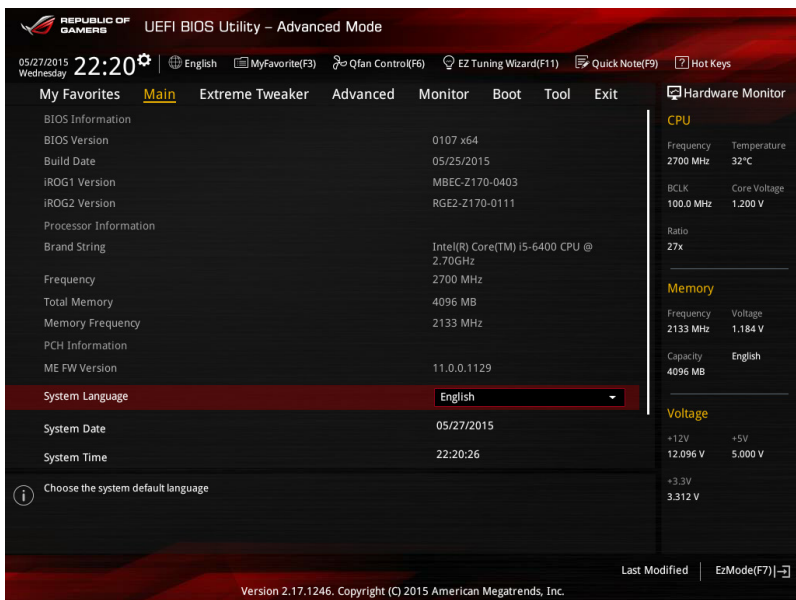 REPUBLIC OF
GAMERS
UEFI BIOS Utility – Advanced Mode
05/27/2015
Wednesday
22:20
English
MyFavorite(F3)
Qfan Control(F6)
EZ Tuning Wizard(F11)
Quick Note(F9)
? Hot Keys
My Favorites Main Extreme Tweaker Advanced Monitor Boot Tool Exit
BIOS Information
BIOS Version 0107 x64
Build Date 05/25/2015
iROG1 Version MBEC-Z170-0403
iROG2 Version RGE2-Z170-0111
Processor Information
Brand String Intel(R) Core(TM) i5-6400 CPU @
2.70GHz
Frequency 2700 MHz
Total Memory 4096 MB
Memory Frequency 2133 MHz
PCH Information
ME FW Version 11.0.0.1129
System Language English
System Date 05/27/2015
System Time 22:20:26
i Choose the system default language
Hardware Monitor
CPU
Frequency Temperature
2700 MHz 32°C
BCLK Core Voltage
100.0 MHz 1.200 V
Ratio
27x
Memory
Frequency Voltage
2133 MHz 1.184 V
Capacity English
4096 MB
Voltage
+12V +5V
12.096 V 5.000 V
+3.3V
3.312 V
Last Modified EzMode(F7)
Version 2.17.1246. Copyright (C) 2015 American Megatrends, Inc.